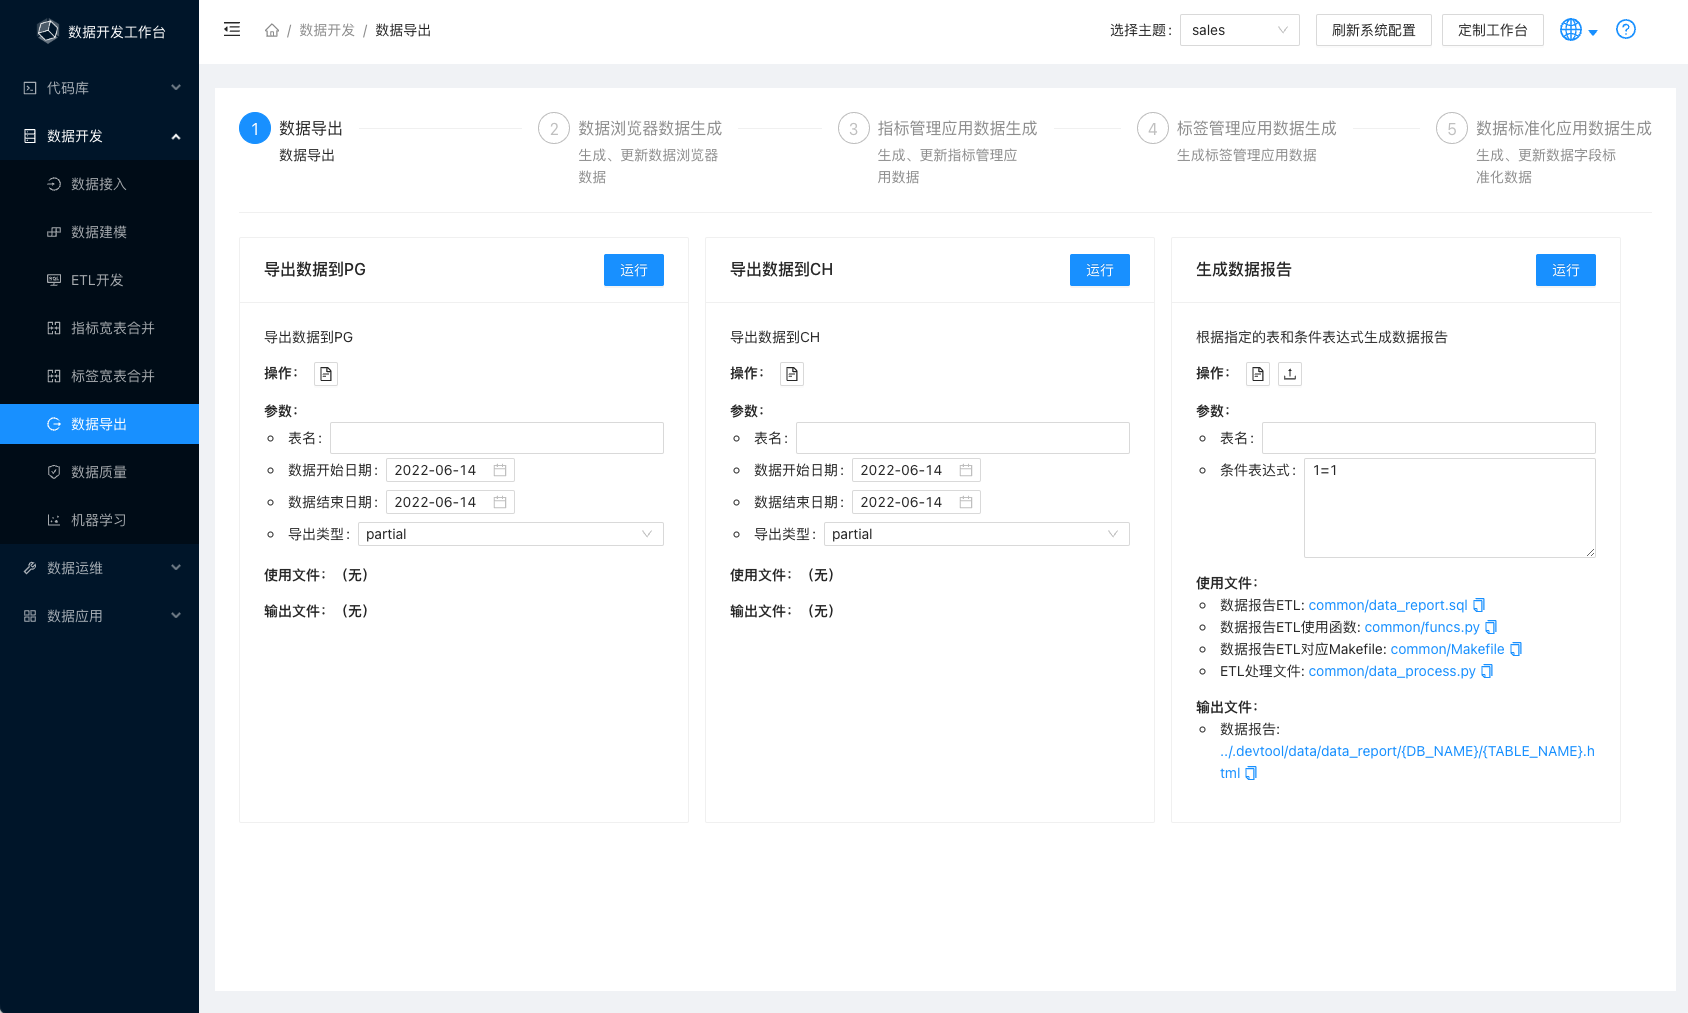 数据开发工作台
代码库
数据开发
数据接入
数据建模
ETL开发
指标宽表合并
标签宽表合并
数据导出
数据质量
机器学习
数据运维
数据应用
/ 数据开发 / 数据导出
选择主题: sales 刷新系统配置 定制工作台
1 数据导出
数据导出
2 数据浏览器数据生成
生成、更新数据浏览器
数据
3 指标管理应用数据生成
生成、更新指标管理应
用数据
4 标签管理应用数据生成
生成标签管理应用数据
5 数据标准化应用数据生成
生成、更新数据字段标
准化数据
导出数据到PG 运行
导出数据到PG
操作:
参数:
表名:
数据开始日期: 2022-06-14
数据结束日期: 2022-06-14
导出类型: partial
使用文件: (无)
输出文件: (无)
导出数据到CH 运行
导出数据到CH
操作:
参数:
表名:
数据开始日期: 2022-06-14
数据结束日期: 2022-06-14
导出类型: partial
使用文件: (无)
输出文件: (无)
生成数据报告 运行
根据指定的表和条件表达式生成数据报告
操作:
参数:
表名:
条件表达式: 1=1
使用文件:
数据报告ETL: common/data_report.sql
数据报告ETL使用函数: common/funcs.py
数据报告ETL对应Makefile: common/Makefile
ETL处理文件: common/data_process.py
输出文件:
数据报告:
../.devtool/data/data_report/{DB_NAME}/{TABLE_NAME}.h
tml